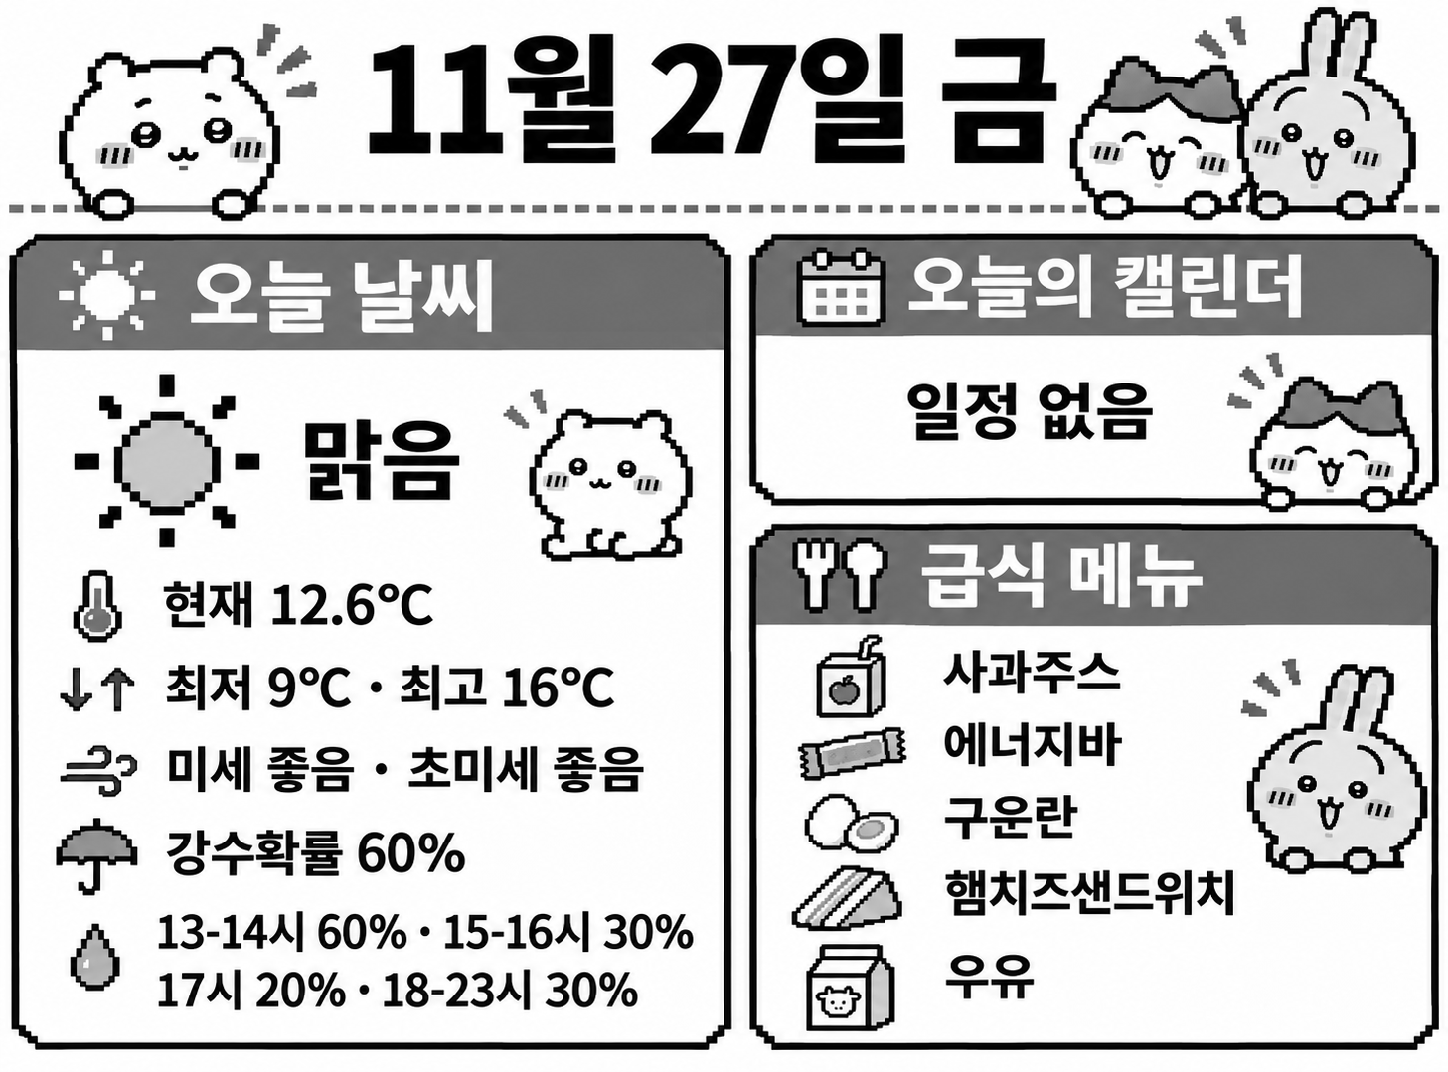 11월 27일 금
오늘 날씨
맑음
현재 12.6°C
최저 9°C · 최고 16°C
미세 좋음 · 초미세 좋음
강수확률 60%
13-14시 60% · 15-16시 30%
17시 20% · 18-23시 30%
오늘의 캘린더
일정 없음
급식 메뉴
사과주스
에너지바
구운란
햄치즈샌드위치
우유